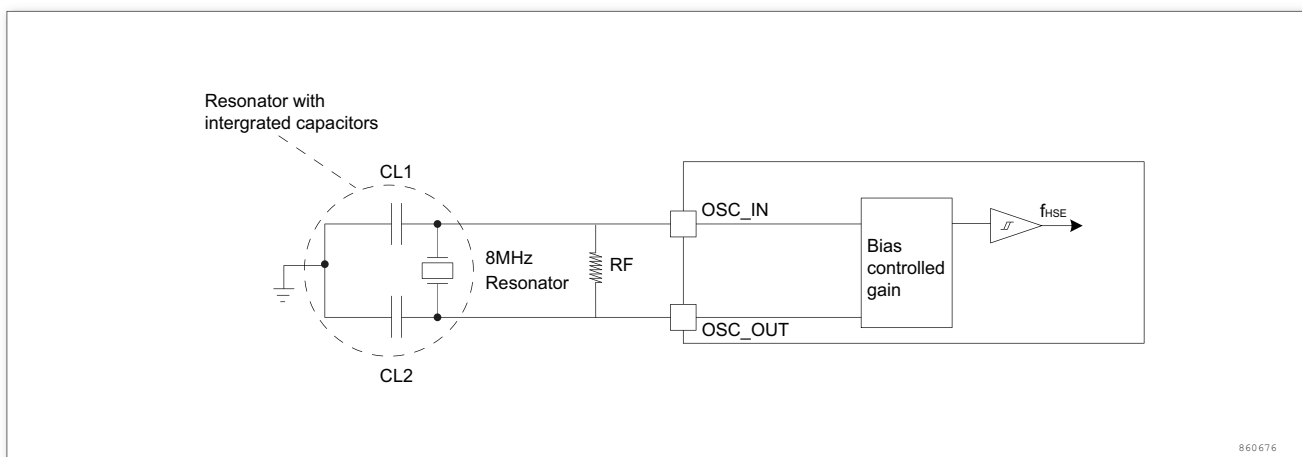 Resonator with
intergrated capacitors
CL1
OSC_IN
fHSE
8MHz
Resonator
RF
Bias
controlled
gain
OSC_OUT
CL2
860676